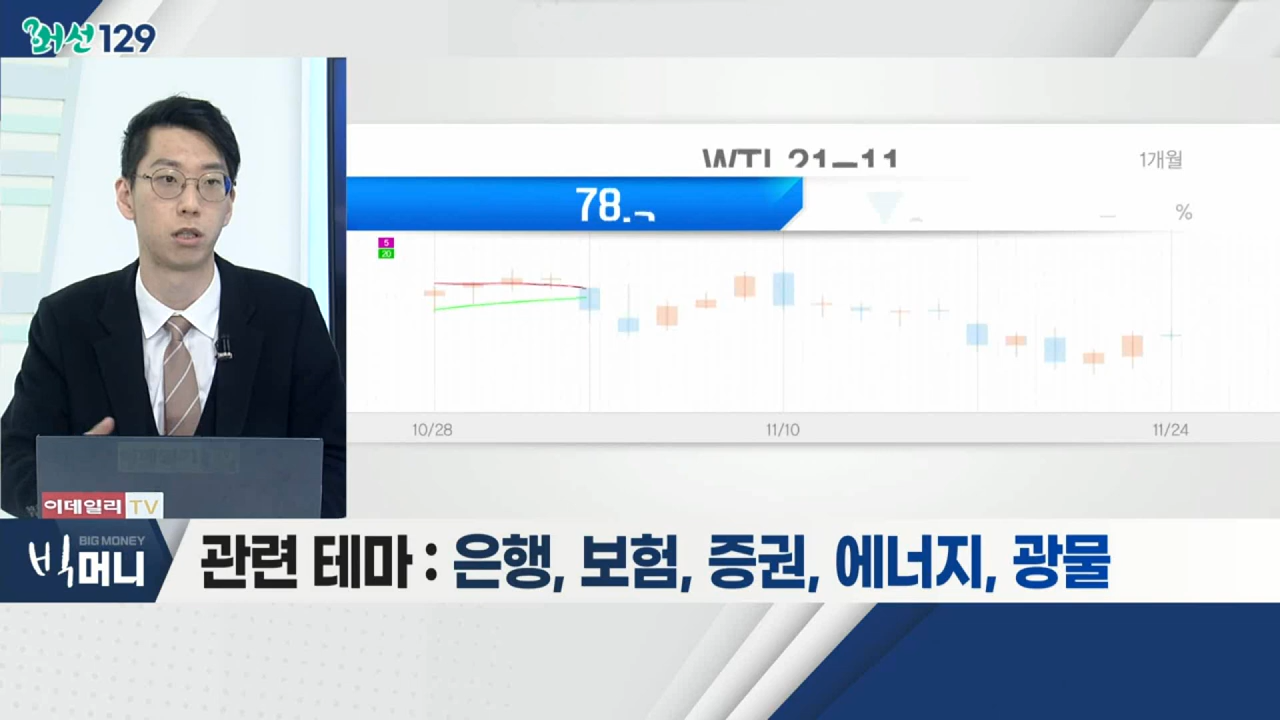 머선129
WTI 21-11
1개월
78.
%
5
20
10/28
11/10
11/24
이데일리TV
BIG MONEY
빅머니
관련 테마 : 은행, 보험, 증권, 에너지, 광물